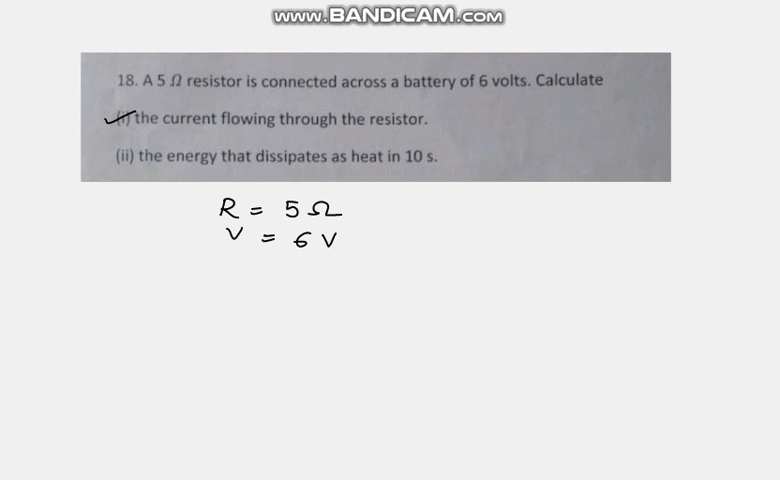 www.BANDICAM.com
18. A 5 Ω resistor is connected across a battery of 6 volts. Calculate
(i) the current flowing through the resistor.
(ii) the energy that dissipates as heat in 10 s.
R = 5 Ω
V = 6 V